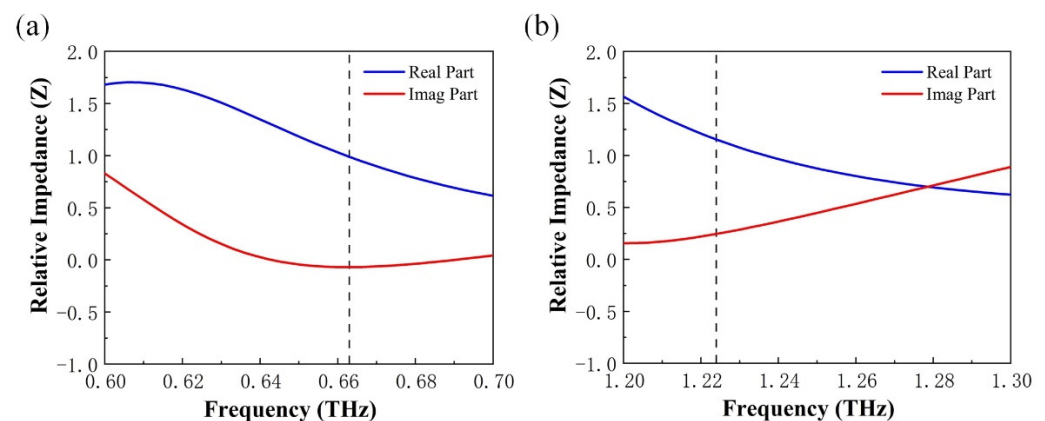 (a)
Relative Impedance (Z)
2.0
1.5
1.0
0.5
0.0
-0.5
-1.0
Real Part
Imag Part
0.60 0.62 0.64 0.66 0.68 0.70
Frequency (THz)
(b)
Relative Impedance (Z)
2.0
1.5
1.0
0.5
0.0
-0.5
-1.0
Real Part
Imag Part
1.20 1.22 1.24 1.26 1.28 1.30
Frequency (THz)